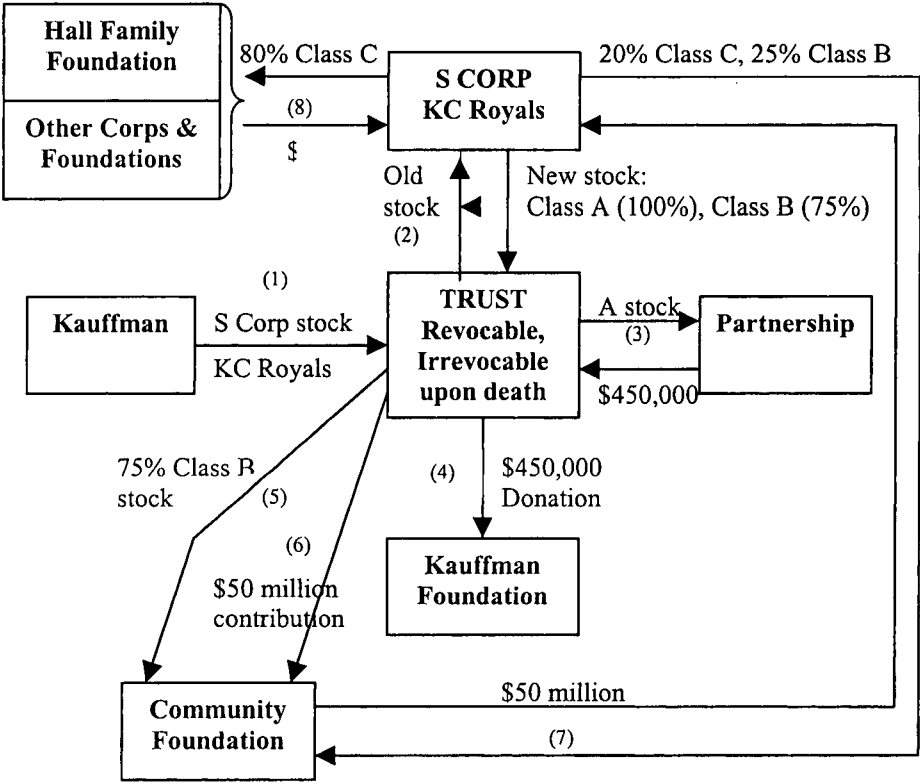 Hall Family
Foundation
Other Corps &
Foundations
80% Class C
(8)
$
S CORP
KC Royals
20% Class C, 25% Class B
Old
stock
(2)
New stock:
Class A (100%), Class B (75%)
(1)
Kauffman
S Corp stock
KC Royals
TRUST
Revocable,
Irrevocable
upon death
A stock
(3)
$450,000
Partnership
75% Class B
stock
(5)
(4)
$450,000
Donation
(6)
$50 million
contribution
Kauffman
Foundation
Community
Foundation
$50 million
(7)